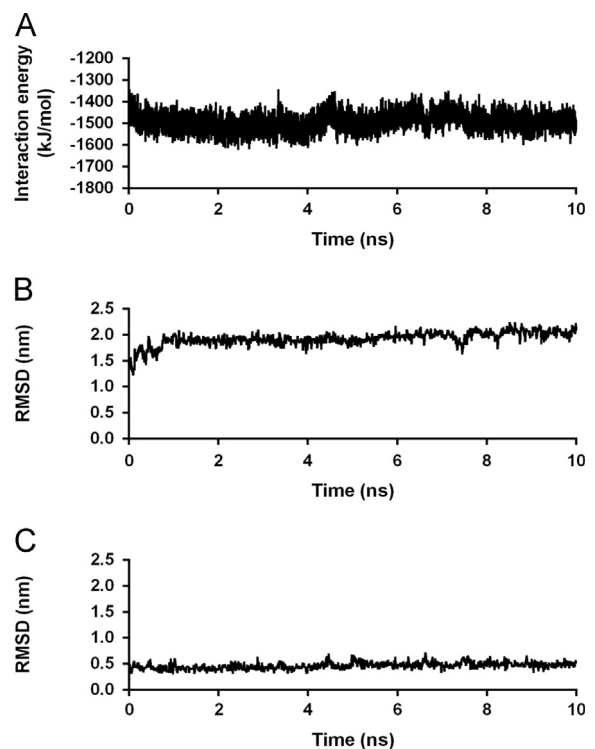 A
Interaction energy
(kJ/mol)
-1200
-1300
-1400
-1500
-1600
-1700
-1800
0 2 4 6 8 10
Time (ns)
B
RMSD (nm)
2.5
2.0
1.5
1.0
0.5
0.0
0 2 4 6 8 10
Time (ns)
C
RMSD (nm)
2.5
2.0
1.5
1.0
0.5
0.0
0 2 4 6 8 10
Time (ns)